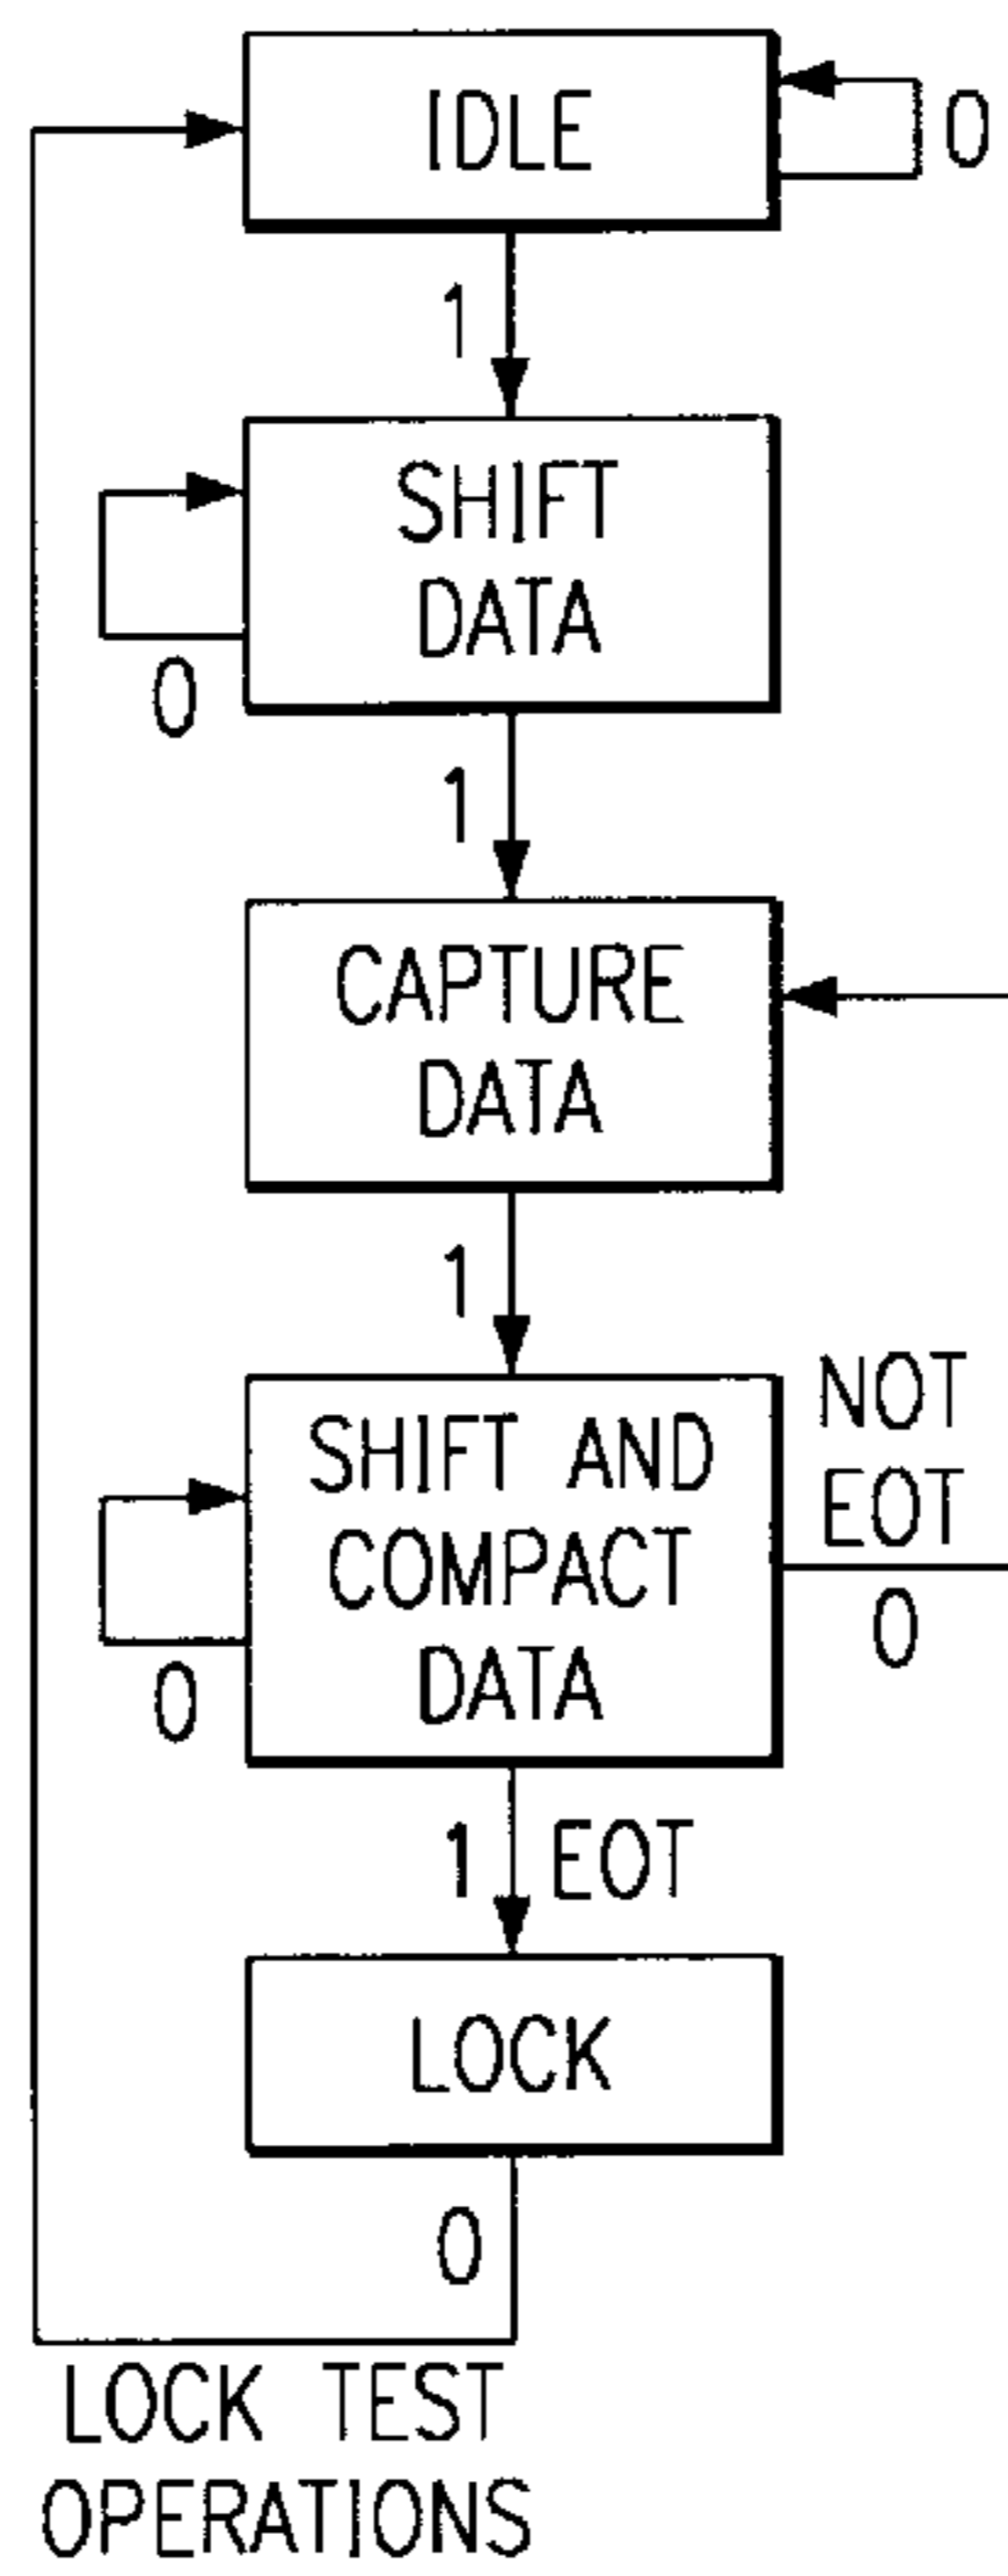 IDLE
0
1
SHIFT
DATA
0
1
CAPTURE
DATA
1
NOT
EOT
0
SHIFT AND
COMPACT
DATA
0
1 EOT
LOCK
0
LOCK TEST
OPERATIONS